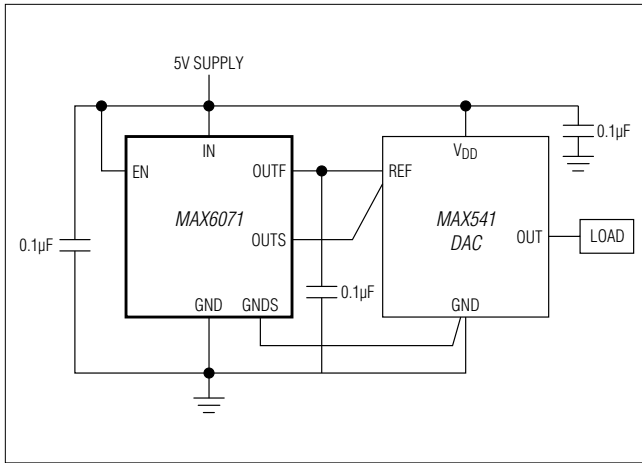 5V SUPPLY
0.1µF
IN
VDD
EN
OUTF
REF
MAX6071
MAX541
DAC
OUT
LOAD
OUTS
0.1µF
0.1µF
GND
GNDS
GND